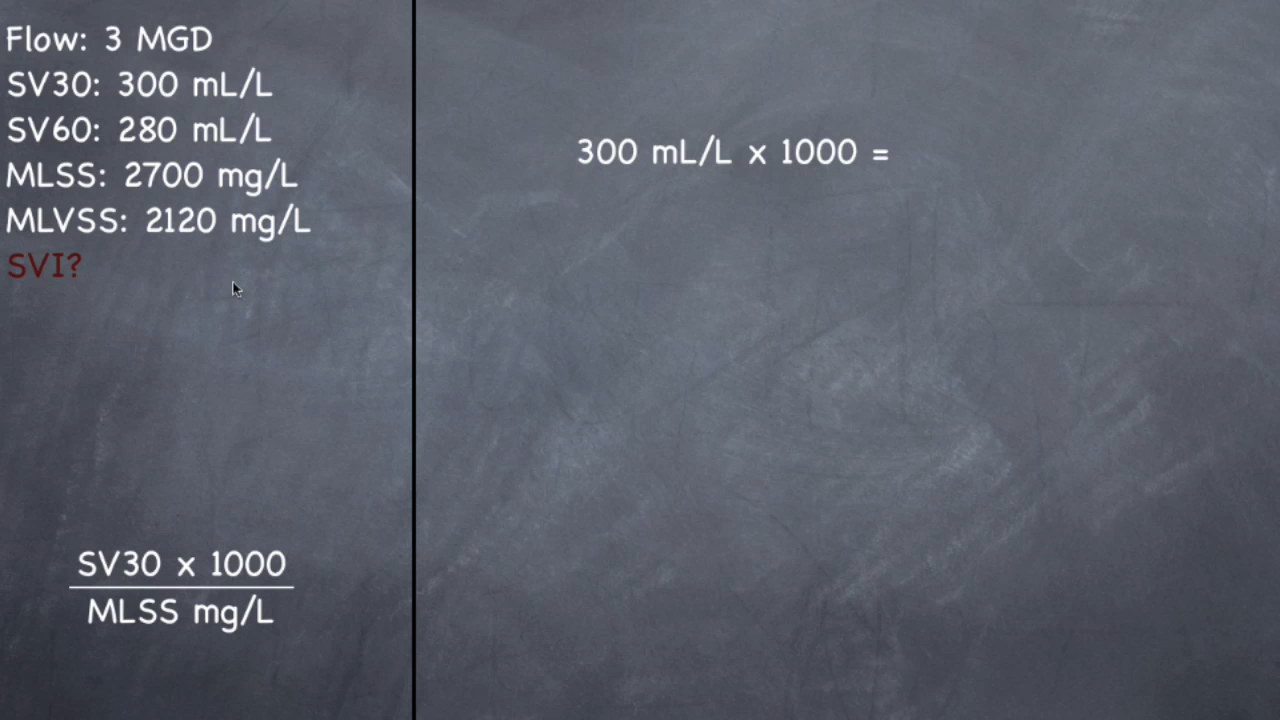 Flow: 3 MGD
SV30: 300 mL/L
SV60: 280 mL/L
MLSS: 2700 mg/L
MLVSS: 2120 mg/L
SVI?
300 mL/L x 1000 =
SV30 x 1000
MLSS mg/L